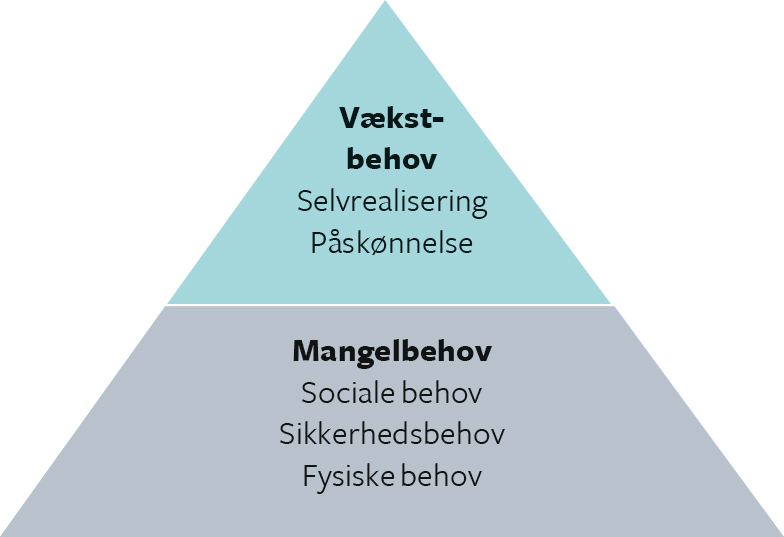 Vækst-
behov
Selvrealisering
Påskønnelse
Mangelbehov
Sociale behov
Sikkerhedsbehov
Fysiske behov